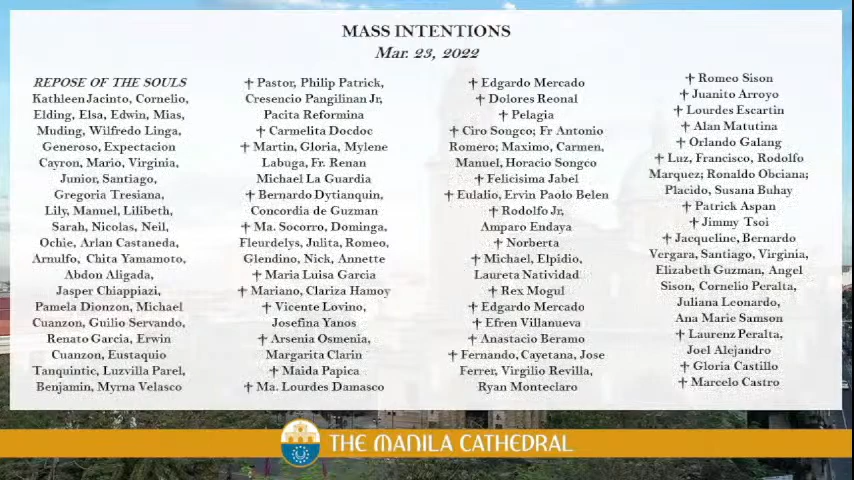 MASS INTENTIONS
Mar. 23, 2022
REPOSE OF THE SOULS
Kathleen Jacinto, Cornelio,
Elding, Elsa, Edwin, Mias,
Muding, Wilfredo Linga,
Generoso, Expectacion
Cayron, Mario, Virginia,
Junior, Santiago,
Gregoria Tresiana,
Lily, Manuel, Lilibeth,
Sarah, Nicolas, Neil,
Ochie, Arlan Castaneda,
Arnulfo, Chita Yamamoto,
Abdon Aligada,
Jasper Chiappiazi,
Pamela Dionzon, Michael
Cuanzon, Guilio Servando,
Renato Garcia, Erwin
Cuanzon, Eustaquio
Tanquintic, Luzvilla Parel,
Benjamin, Myrna Velasco
✝ Pastor, Philip Patrick,
Cresencio Pangilinan Jr,
Pacita Reformina
✝ Carmelita Docdoc
✝ Martin, Gloria, Mylene
Labuga, Fr. Renan
Michael La Guardia
✝ Bernardo Dytianquin,
Concordia de Guzman
✝ Ma. Socorro, Dominga,
Fleurdelys, Julita, Romeo,
Glendino, Nick, Annette
✝ Maria Luisa Garcia
✝ Mariano, Clariza Hamoy
✝ Vicente Lovino,
Josefina Yanos
✝ Arsenia Osmenia,
Margarita Clarin
✝ Maida Papica
✝ Ma. Lourdes Damasco
✝ Edgardo Mercado
✝ Dolores Reonal
✝ Pelagia
✝ Ciro Songco; Fr Antonio
Romero; Maximo, Carmen,
Manuel, Horacio Songco
✝ Felicisima Jabel
✝ Eulalio, Ervin Paolo Belen
✝ Rodolfo Jr,
Amparo Endaya
✝ Norberta
✝ Michael, Elpidio,
Laureta Natividad
✝ Rex Mogul
✝ Edgardo Mercado
✝ Efren Villanueva
✝ Anastacio Beramo
✝ Fernando, Cayetana, Jose
Ferrer, Virgilio Revilla,
Ryan Monteclaro
✝ Romeo Sison
✝ Juanito Arroyo
✝ Lourdes Escartin
✝ Alan Matutina
✝ Orlando Galang
✝ Luz, Francisco, Rodolfo
Marquez; Ronaldo Obciana;
Placido, Susana Buhay
✝ Patrick Aspan
✝ Jimmy Tsoi
✝ Jacqueline, Bernardo
Vergara, Santiago, Virginia,
Elizabeth Guzman, Angel
Sison, Cornelio Peralta,
Juliana Leonardo,
Ana Marie Samson
✝ Laurenz Peralta,
Joel Alejandro
✝ Gloria Castillo
✝ Marcelo Castro
THE MANILA CATHEDRAL